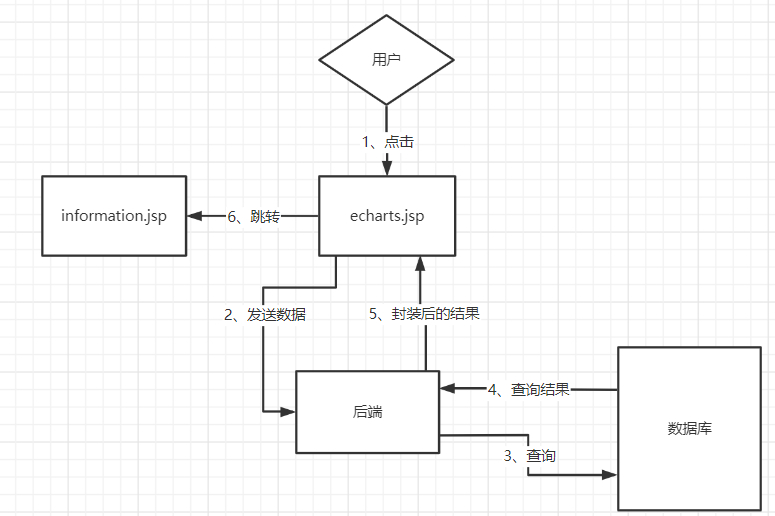 用户
1、点击
information.jsp
6、跳转
echarts.jsp
2、发送数据
5、封装后的结果
后端
4、查询结果
3、查询
数据库